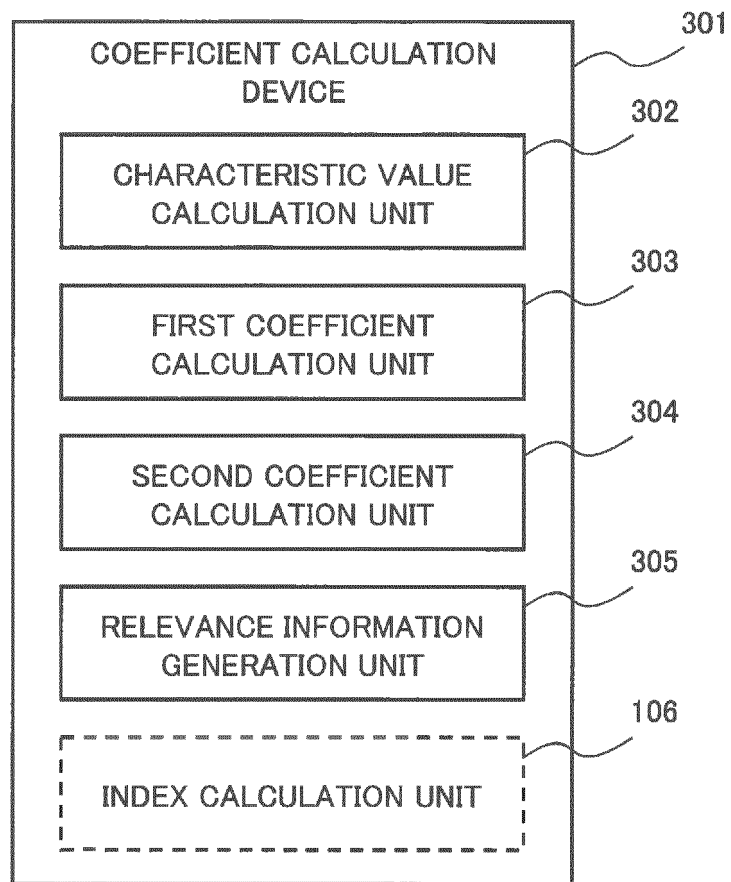 301
COEFFICIENT CALCULATION
DEVICE
302
CHARACTERISTIC VALUE
CALCULATION UNIT
303
FIRST COEFFICIENT
CALCULATION UNIT
304
SECOND COEFFICIENT
CALCULATION UNIT
305
RELEVANCE INFORMATION
GENERATION UNIT
106
INDEX CALCULATION UNIT